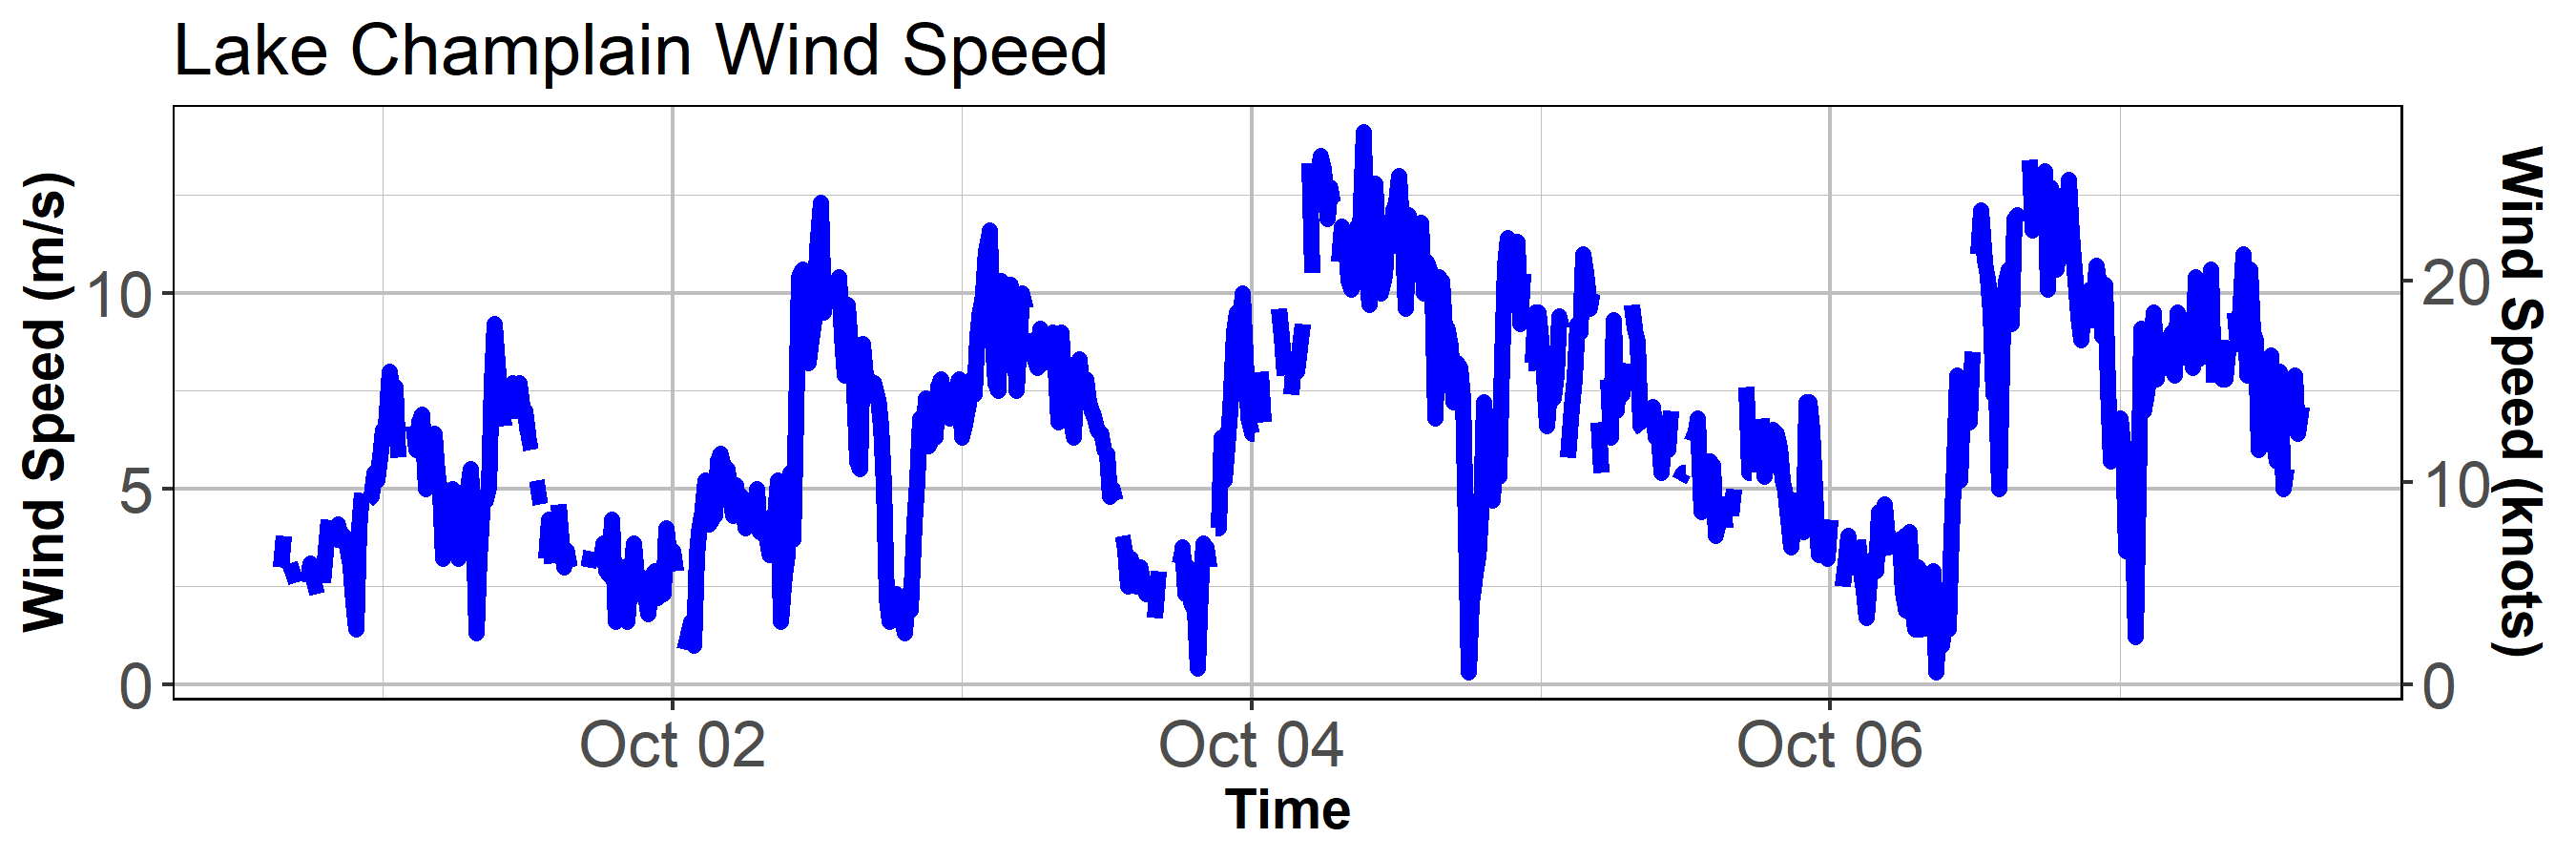 Lake Champlain Wind Speed
Wind Speed (m/s)
10
5
0
20
10
0
Wind Speed (knots)
Oct 02
Oct 04
Oct 06
Time